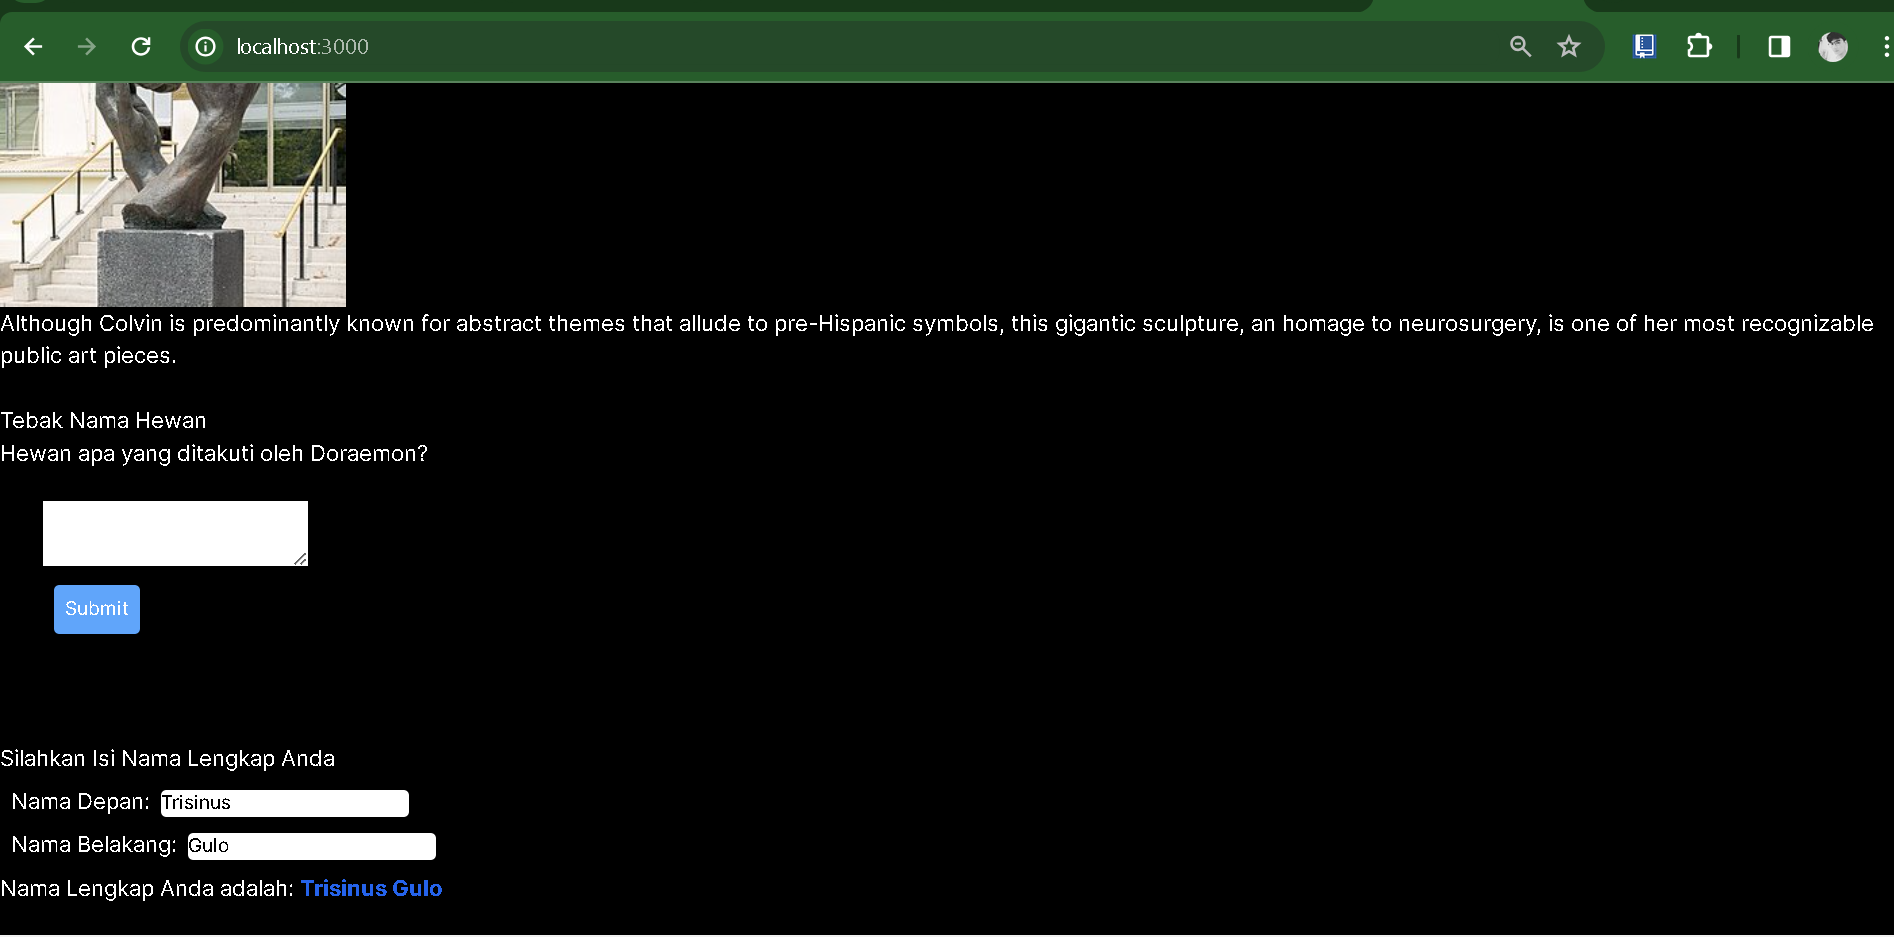 localhost:3000
Although Colvin is predominantly known for abstract themes that allude to pre-Hispanic symbols, this gigantic sculpture, an homage to neurosurgery, is one of her most recognizable
public art pieces.
Tebak Nama Hewan
Hewan apa yang ditakuti oleh Doraemon?
Submit
Silahkan Isi Nama Lengkap Anda
Nama Depan: Trisinus
Nama Belakang: Gulo
Nama Lengkap Anda adalah: Trisinus Gulo